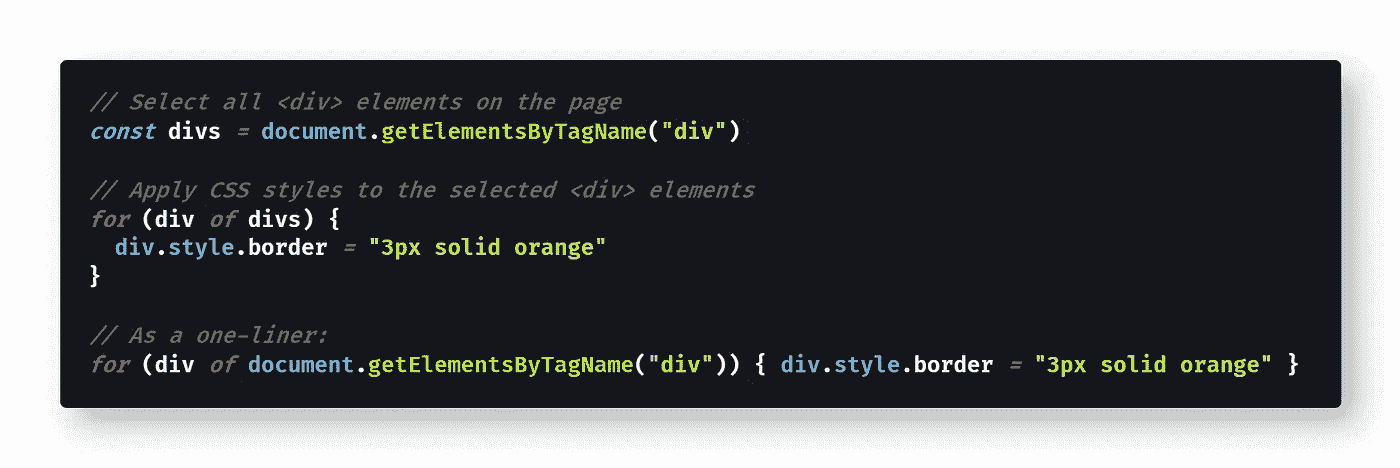 // Select all <div> elements on the page
const divs = document.getElementsByTagName("div")
// Apply CSS styles to the selected <div> elements
for (div of divs) {
  div.style.border = "3px solid orange"
}
// As a one-liner:
for (div of document.getElementsByTagName("div")) { div.style.border = "3px solid orange" }